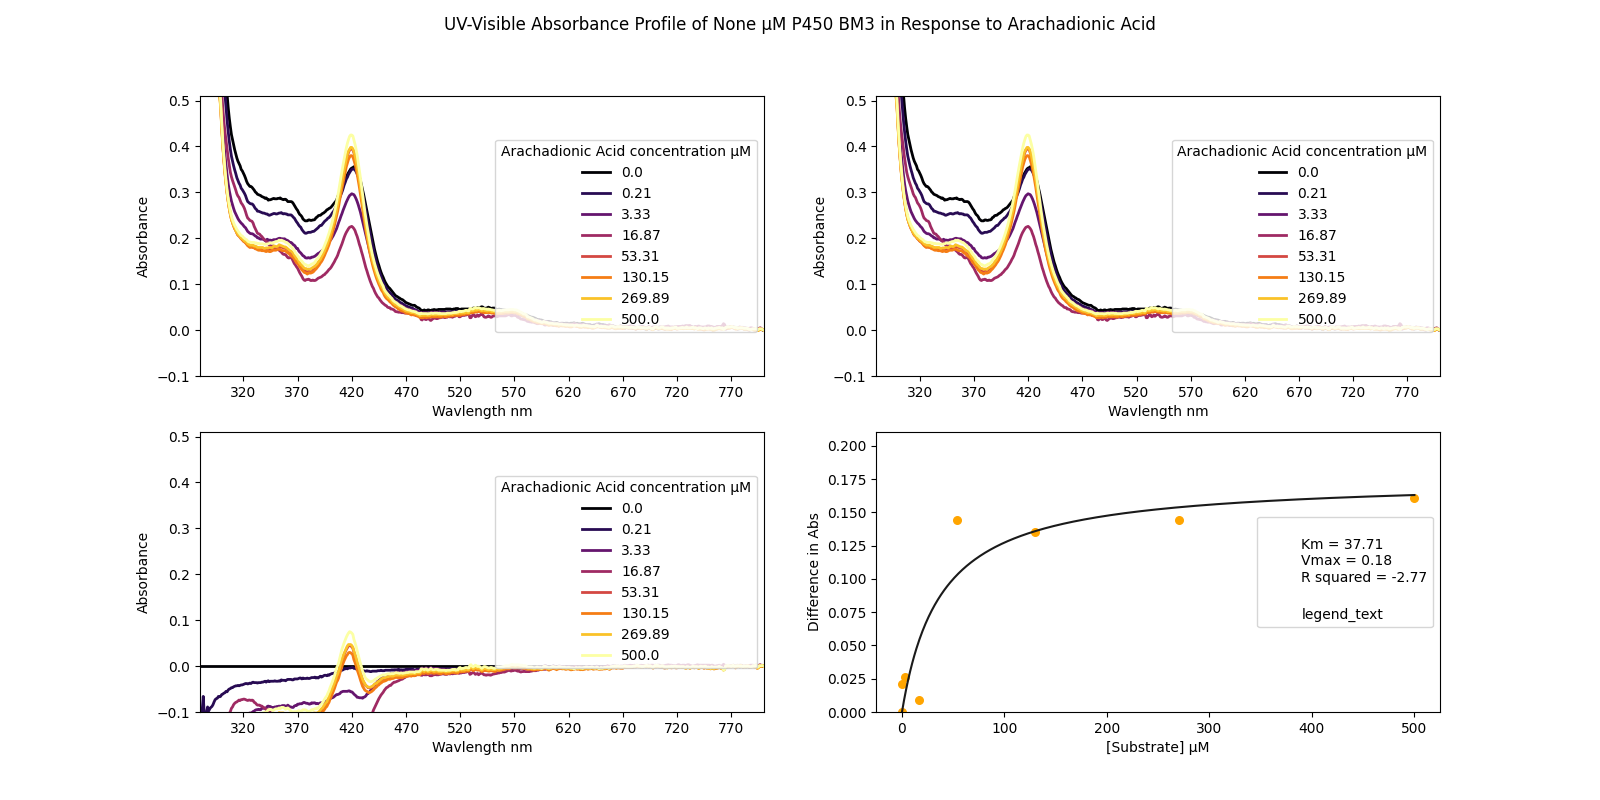 UV-Visible Absorbance Profile of None μM P450 BM3 in Response to Arachadionic Acid
0.5
0.4
0.3
0.2
0.1
0.0
−0.1
Absorbance
Arachadionic Acid concentration μM
0.0
0.21
3.33
16.87
53.31
130.15
269.89
500.0
320 370 420 470 520 570 620 670 720 770
Wavlength nm
0.5
0.4
0.3
0.2
0.1
0.0
−0.1
Absorbance
Arachadionic Acid concentration μM
0.0
0.21
3.33
16.87
53.31
130.15
269.89
500.0
320 370 420 470 520 570 620 670 720 770
Wavlength nm
0.5
0.4
0.3
0.2
0.1
0.0
−0.1
Absorbance
Arachadionic Acid concentration μM
0.0
0.21
3.33
16.87
53.31
130.15
269.89
500.0
320 370 420 470 520 570 620 670 720 770
Wavlength nm
0.200
0.175
0.150
0.125
0.100
0.075
0.050
0.025
0.000
Difference in Abs
Km = 37.71
Vmax = 0.18
R squared = -2.77
legend_text
0 100 200 300 400 500
[Substrate] μM